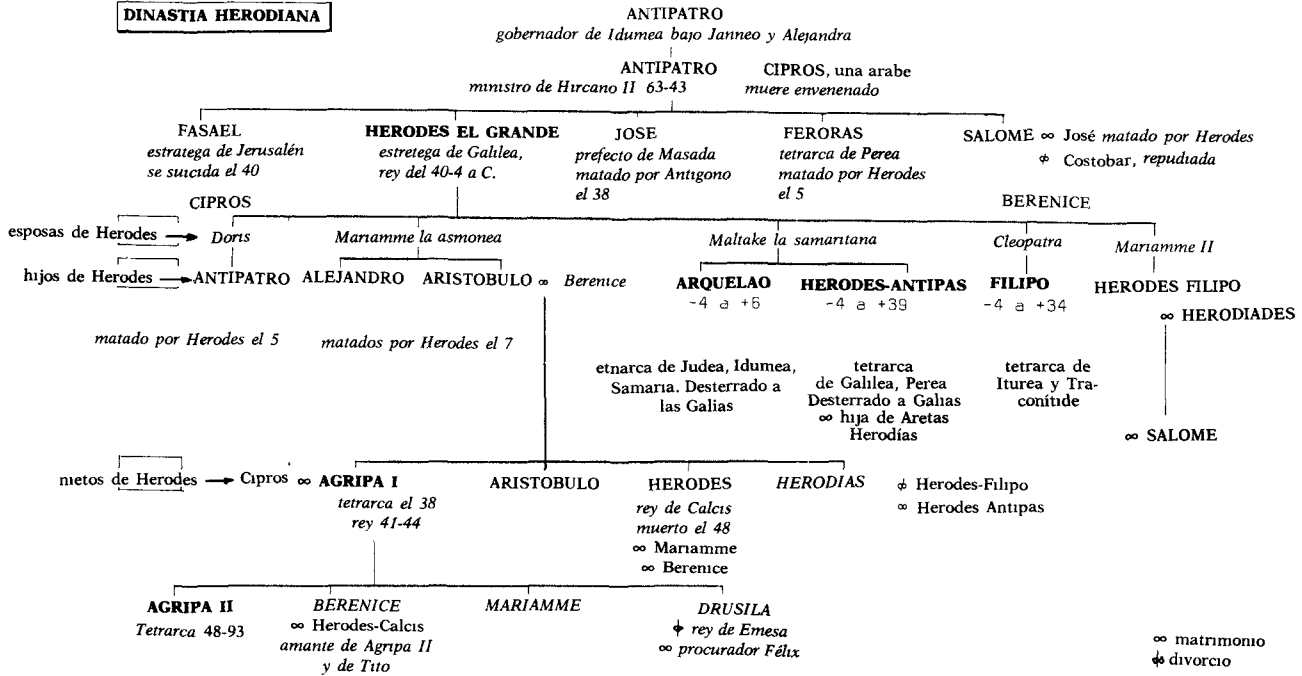 DINASTIA HERODIANA
ANTIPATRO
gobernador de Idumea bajo Janneo y Alejandra
ANTIPATRO CIPROS, una arabe
ministro de Hircano II 63-43 muere envenenado
FASAEL
estratega de Jerusalén
se suicida el 40
HERODES EL GRANDE
estretega de Galilea,
rey del 40-4 a C.
JOSE
prefecto de Masada
matado por Antigono
el 38
FERORAS
tetrarca de Perea
matado por Herodes
el 5
SALOME ∞ José matado por Herodes
ȼ Costobar, repudiada
CIPROS
BERENICE
esposas de Herodes → Doris
Mariamme la asmonea
Maltake la samaritana
Cleopatra
Mariamme II
hijos de Herodes → ANTIPATRO ALEJANDRO ARISTOBULO ∞ Berenice
ARQUELAO
-4 a +6
HERODES-ANTIPAS
-4 a +39
FILIPO
-4 a +34
HERODES FILIPO
∞ HERODIADES
matado por Herodes el 5
matados por Herodes el 7
etnarca de Judea, Idumea,
Samaria. Desterrado a
las Galias
tetrarca
de Galilea, Perea
Desterrado a Galias
∞ hija de Aretas
Herodías
tetrarca de
Iturea y Tra-
conítide
∞ SALOME
nietos de Herodes → Cipros ∞ AGRIPA I
tetrarca el 38
rey 41-44
ARISTOBULO
HERODES
rey de Calcis
muerto el 48
∞ Mariamme
∞ Berenice
HERODIAS
ȼ Herodes-Filipo
∞ Herodes Antipas
AGRIPA II
Tetrarca 48-93
BERENICE
∞ Herodes-Calcis
amante de Agripa II
y de Tito
MARIAMME
DRUSILA
ȼ rey de Emesa
∞ procurador Félix
∞ matrimonio
ȼ divorcio